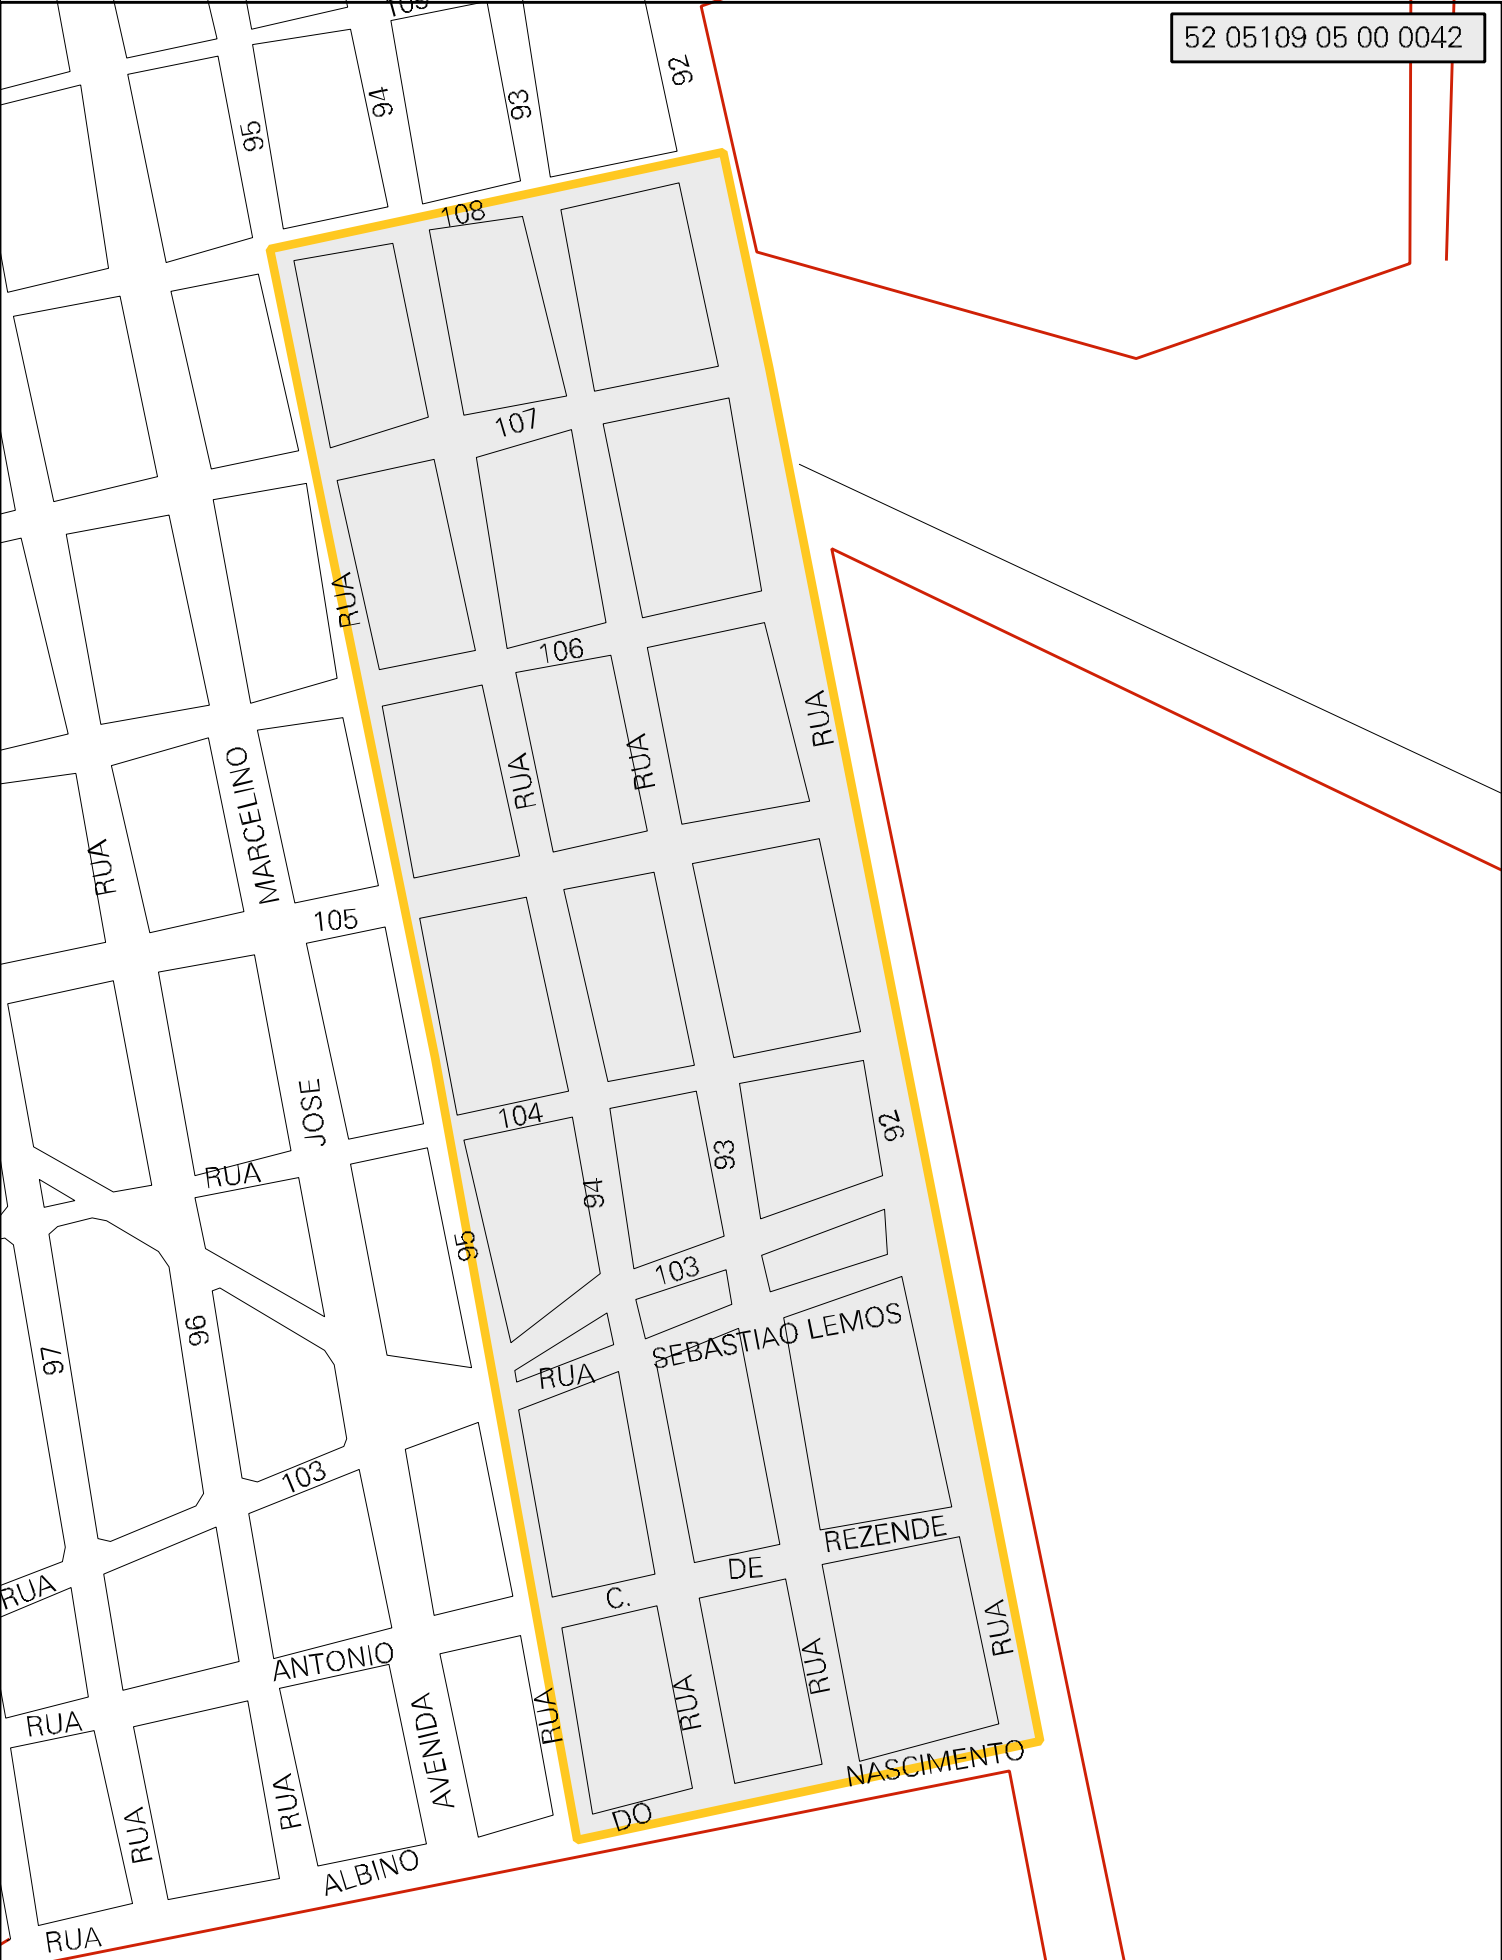 52 05109 05 00 0042
92
94
93
95
108
107
RUA
106
RUA
RUA
RUA
MARCELINO
RUA
105
JOSE
104
92
93
RUA
94
95
103
96
SEBASTIAO LEMOS
97
RUA
103
REZENDE
DE
RUA
C.
RUA
ANTONIO
RUA
RUA
RUA
RUA
AVENIDA
NASCIMENTO
RUA
RUA
DO
ALBINO
RUA